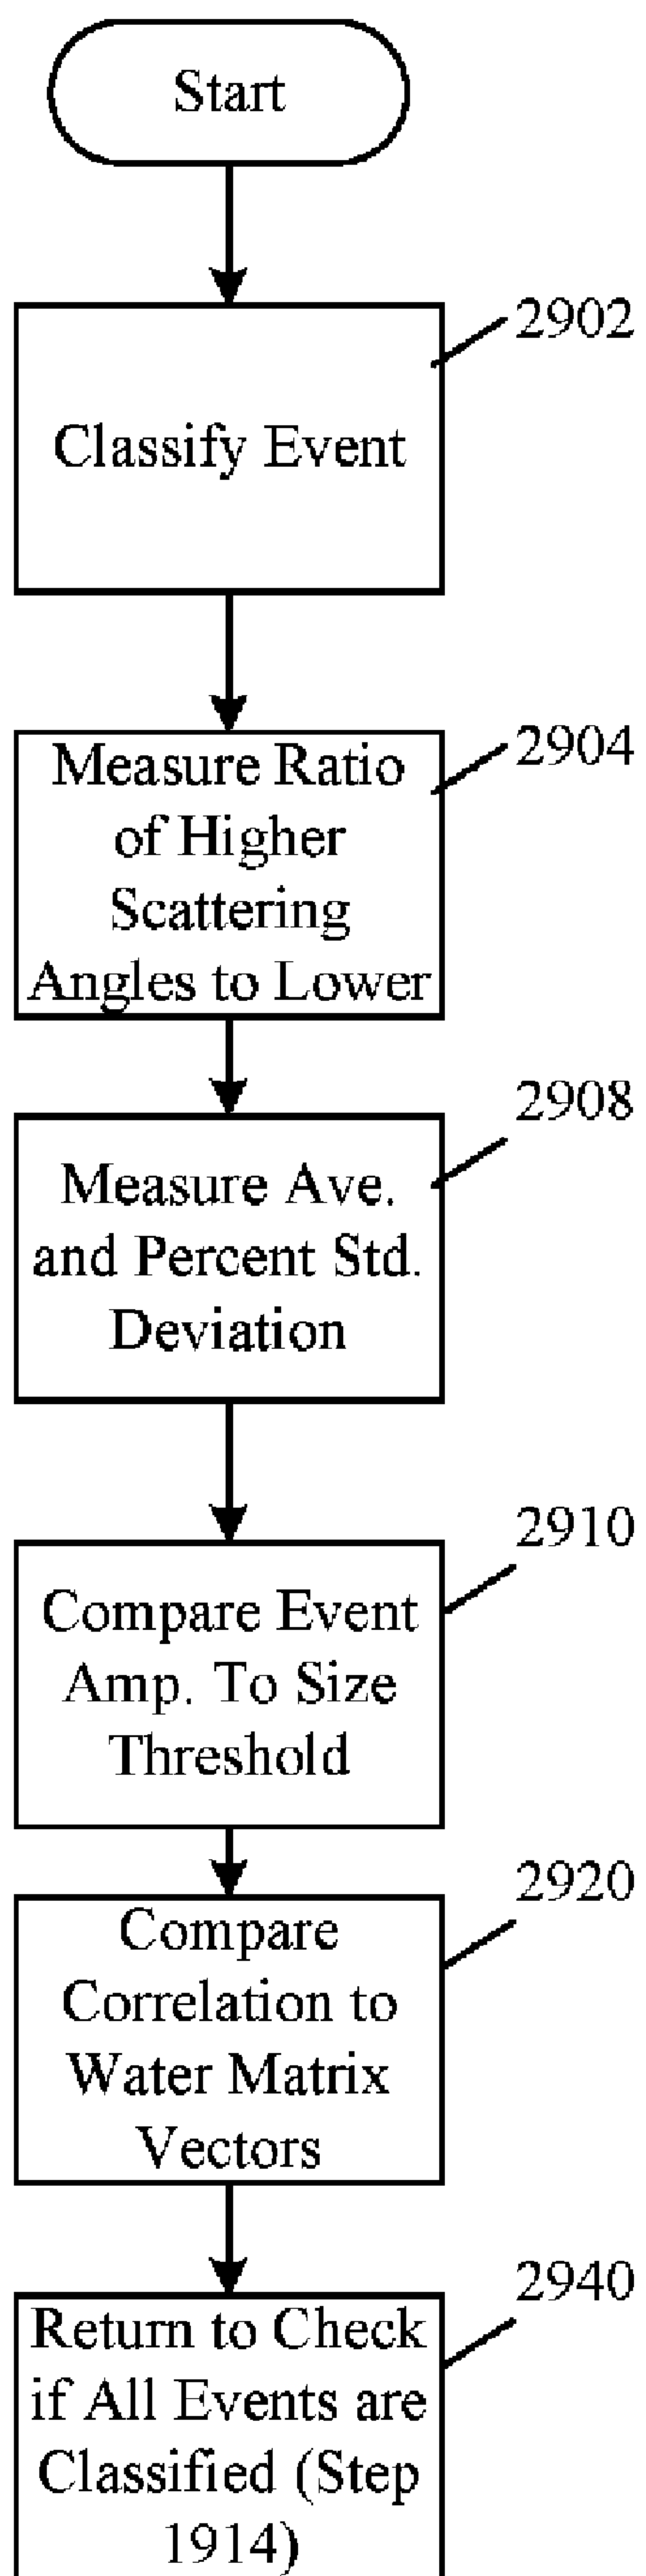 Start
2902
Classify Event
2904
Measure Ratio
of Higher
Scattering
Angles to Lower
2908
Measure Ave.
and Percent Std.
Deviation
2910
Compare Event
Amp. To Size
Threshold
2920
Compare
Correlation to
Water Matrix
Vectors
2940
Return to Check
if All Events are
Classified (Step
1914)